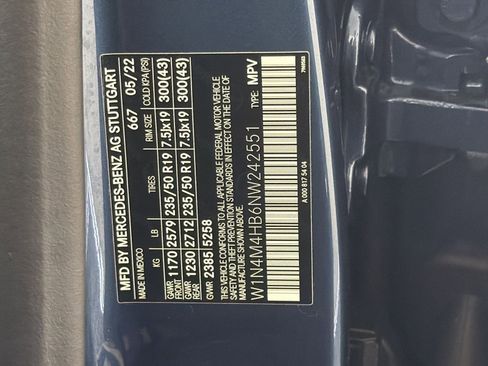 MFD BY MERCEDES-BENZ AG STUTTGART
MADE IN MEXICO 667 05/22
KG LB TIRES RIM SIZE COLD KPA(PSI)
GAWR FRONT 1170 2579 235/50 R19 7.5Jx19 300(43)
GAWR REAR 1230 2712 235/50 R19 7.5Jx19 300(43)
GVWR 2385 5258
THIS VEHICLE CONFORMS TO ALL APPLICABLE FEDERAL MOTOR VEHICLE
SAFETY, BUMPER, AND THEFT PREVENTION STANDARDS IN EFFECT
ON THE DATE OF MANUFACTURE SHOWN ABOVE.
W1N4M4HB6NW242551 TYPE: MPV
A 000 817 54 04